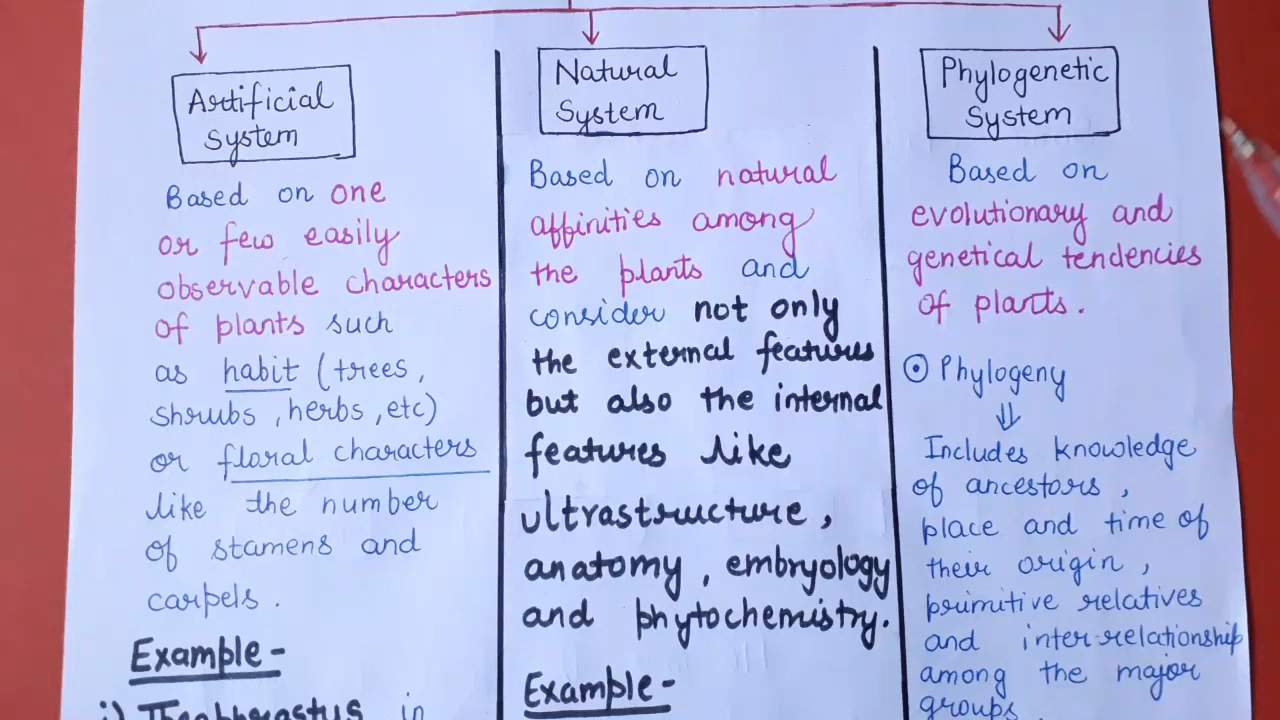 Artificial
System
Based on one
or few easily
observable characters
of plants such
as habit (trees,
shrubs, herbs, etc)
or floral characters
like the number
of stamens and
carpels.
Example-
i) Theophrastus in
Natural
System
Based on natural
affinities among
the plants and
consider not only
the external features
but also the internal
features like
ultrastructure,
anatomy, embryology
and phytochemistry.
Example-
Phylogenetic
System
Based on
evolutionary and
genetical tendencies
of plants.
Phylogeny
⇓
Includes knowledge
of ancestors,
place and time of
their origin,
primitive relatives
and inter-relationship
among the major
groups.